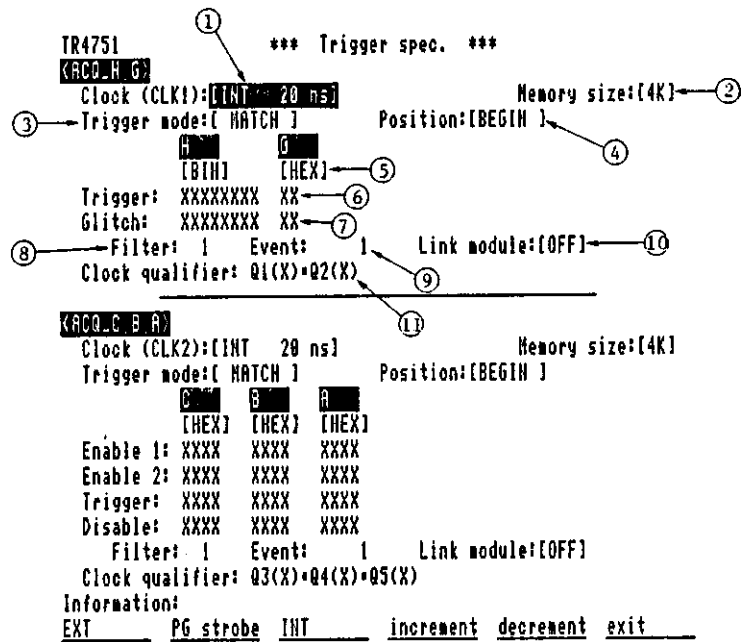 ①
TR4751 *** Trigger spec. ***
<ACQ_H G>
Clock (CLK1):[INT 20 ns] Memory size:[4K] ②
③ Trigger mode:[ MATCH ] Position:[BEGIN ]
④
H G
[BIN] [HEX] ⑤
Trigger: XXXXXXXX XX ⑥
Glitch: XXXXXXXX XX ⑦
⑧ Filter: 1 Event: 1 Link module:[OFF] ⑩
⑨
Clock qualifier: Q1(X)*Q2(X)
⑪
<ACQ_C B A>
Clock (CLK2):[INT 20 ns] Memory size:[4K]
Trigger mode:[ MATCH ] Position:[BEGIN ]
C B A
[HEX] [HEX] [HEX]
Enable 1: XXXX XXXX XXXX
Enable 2: XXXX XXXX XXXX
Trigger: XXXX XXXX XXXX
Disable: XXXX XXXX XXXX
Filter: 1 Event: 1 Link module:[OFF]
Clock qualifier: Q3(X)*Q4(X)*Q5(X)
Information:
EXT PG strobe INT increment decrement exit